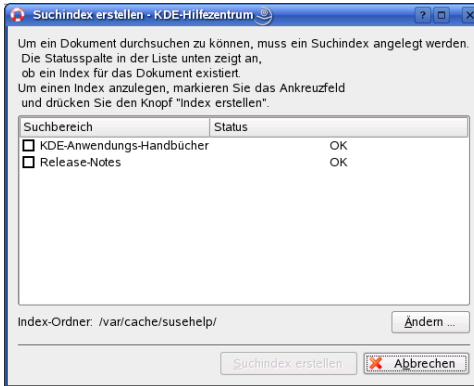 Suchindex erstellen - KDE-Hilfezentrum
Um ein Dokument durchsuchen zu können, muss ein Suchindex angelegt werden.
Die Statusspalte in der Liste unten zeigt an,
ob ein Index für das Dokument existiert.
Um einen Index anzulegen, markieren Sie das Ankreuzfeld
und drücken Sie den Knopf "Index erstellen".
Suchbereich Status
KDE-Anwendungs-Handbücher OK
Release-Notes OK
Index-Ordner: /var/cache/susehelp/ Ändern ...
Suchindex erstellen Abbrechen